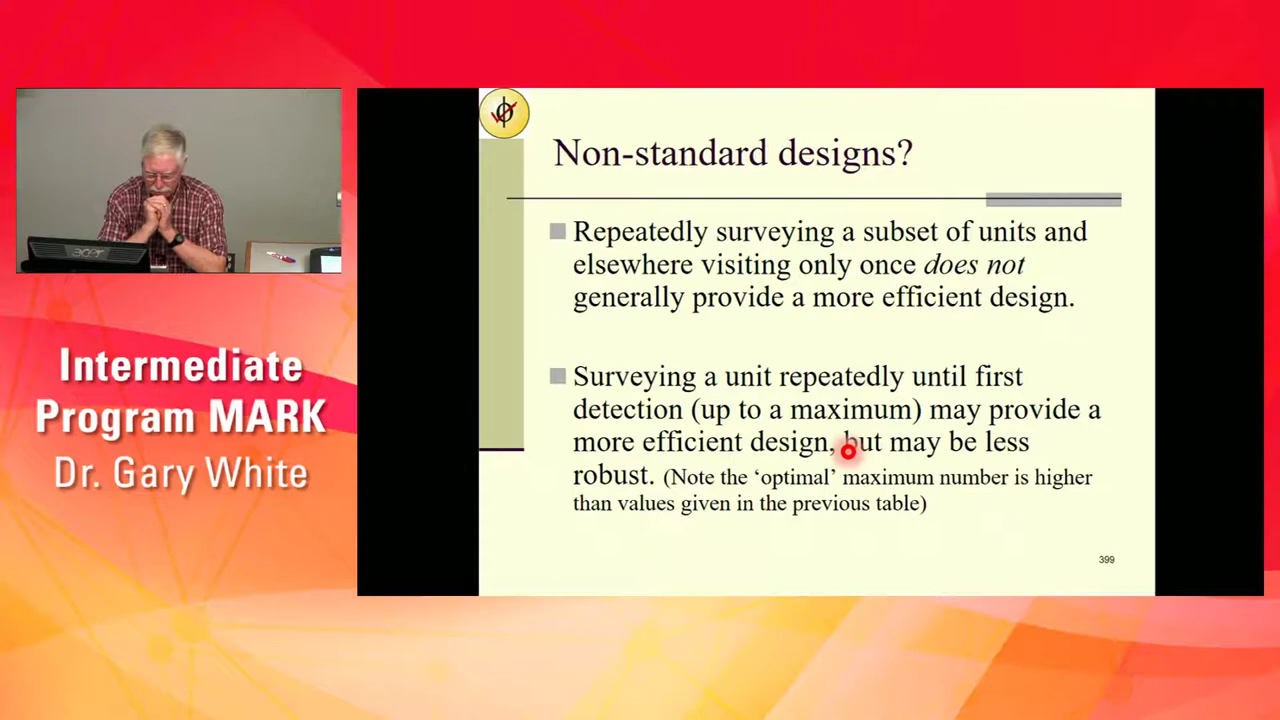 Non-standard designs?
Repeatedly surveying a subset of units and
elsewhere visiting only once does not
generally provide a more efficient design.
Surveying a unit repeatedly until first
detection (up to a maximum) may provide a
more efficient design, but may be less
robust. (Note the ‘optimal’ maximum number is higher
than values given in the previous table)
399
acer
Intermediate
Program MARK
Dr. Gary White